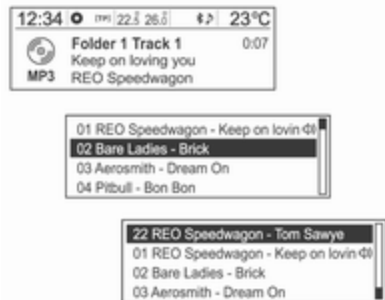 12:34 [TP] 22.5 26.0 23°C
Folder 1 Track 1 0:07
Keep on loving you
MP3 REO Speedwagon
01 REO Speedwagon - Keep on lovin
02 Bare Ladies - Brick
03 Aerosmith - Dream On
04 Pitbull - Bon Bon
22 REO Speedwagon - Tom Sawye
01 REO Speedwagon - Keep on lovin
02 Bare Ladies - Brick
03 Aerosmith - Dream On